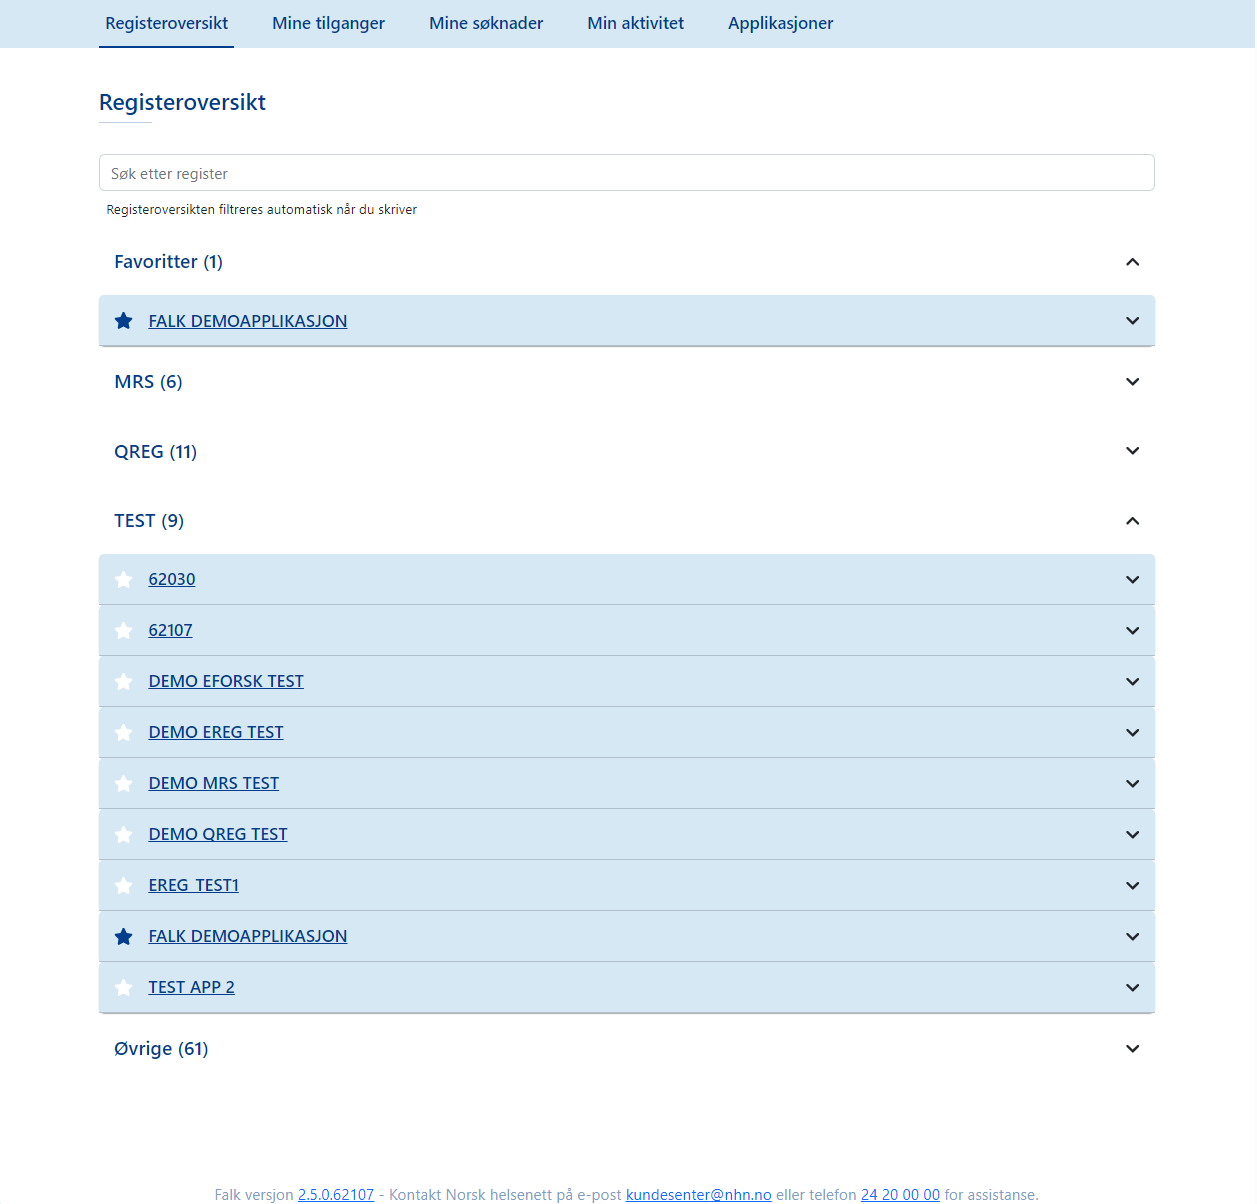 Registeroversikt Mine tilganger Mine søknader Min aktivitet Applikasjoner
Registeroversikt
Søk etter register
Registeroversikten filtreres automatisk når du skriver
Favoritter (1)
FALK DEMOAPPLIKASJON
MRS (6)
QREG (11)
TEST (9)
62030
62107
DEMO EFORSK TEST
DEMO EREG TEST
DEMO MRS TEST
DEMO QREG TEST
EREG_TEST1
FALK DEMOAPPLIKASJON
TEST APP 2
Øvrige (61)
Falk versjon 2.5.0.62107 - Kontakt Norsk helsenett på e-post kundesenter@nhn.no eller telefon 24 20 00 00 for assistanse.